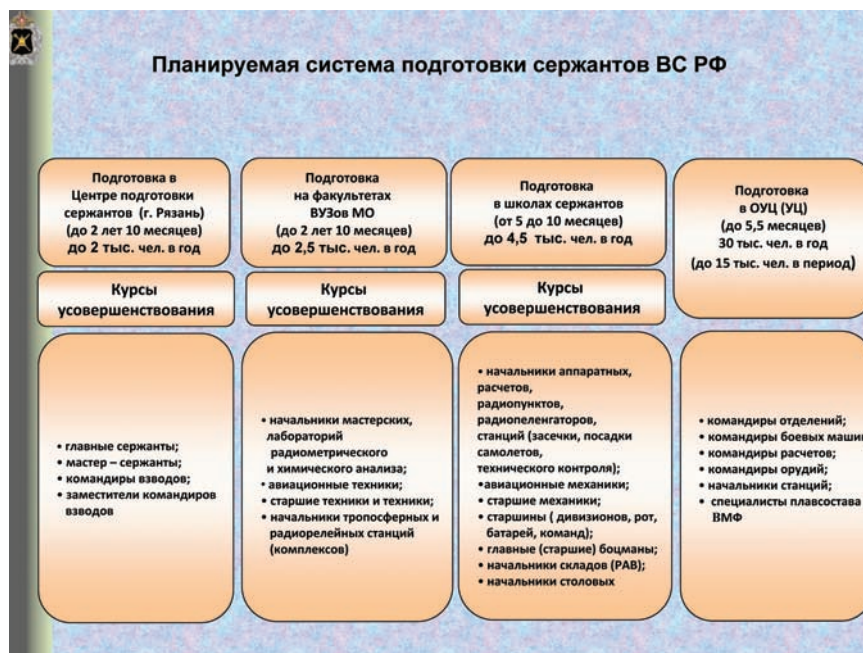 Планируемая система подготовки сержантов ВС РФ
Подготовка в
Центре подготовки
сержантов (г. Рязань)
(до 2 лет 10 месяцев)
до 2 тыс. чел. в год
Курсы
усовершенствования
• главные сержанты;
• мастер – сержанты;
• командиры взводов;
• заместители командиров
взводов
Подготовка
на факультетах
ВУЗов МО
(до 2 лет 10 месяцев)
до 2,5 тыс. чел. в год
Курсы
усовершенствования
• начальники мастерских,
лабораторий
радиометрического
и химического анализа;
• авиационные техники;
• старшие техники и техники;
• начальники тропосферных и
радиорелейных станций
(комплексов)
Подготовка
в школах сержантов
(от 5 до 10 месяцев)
до 4,5 тыс. чел. в год
Курсы
усовершенствования
• начальники аппаратных,
расчетов,
радиопунктов,
радиопеленгаторов,
станций (засечки, посадки
самолетов,
технического контроля);
•авиационные механики;
• старшие механики;
• старшины ( дивизионов, рот,
батарей, команд);
• главные (старшие) боцманы;
• начальники складов (РАВ);
• начальники столовых
Подготовка
в ОУЦ (УЦ)
(до 5,5 месяцев)
30 тыс. чел. в год
(до 15 тыс. чел. в период)
• командиры отделений;
• командиры боевых машин
• командиры расчетов;
• командиры орудий;
• начальники станций;
• специалисты плавсостава
ВМФ